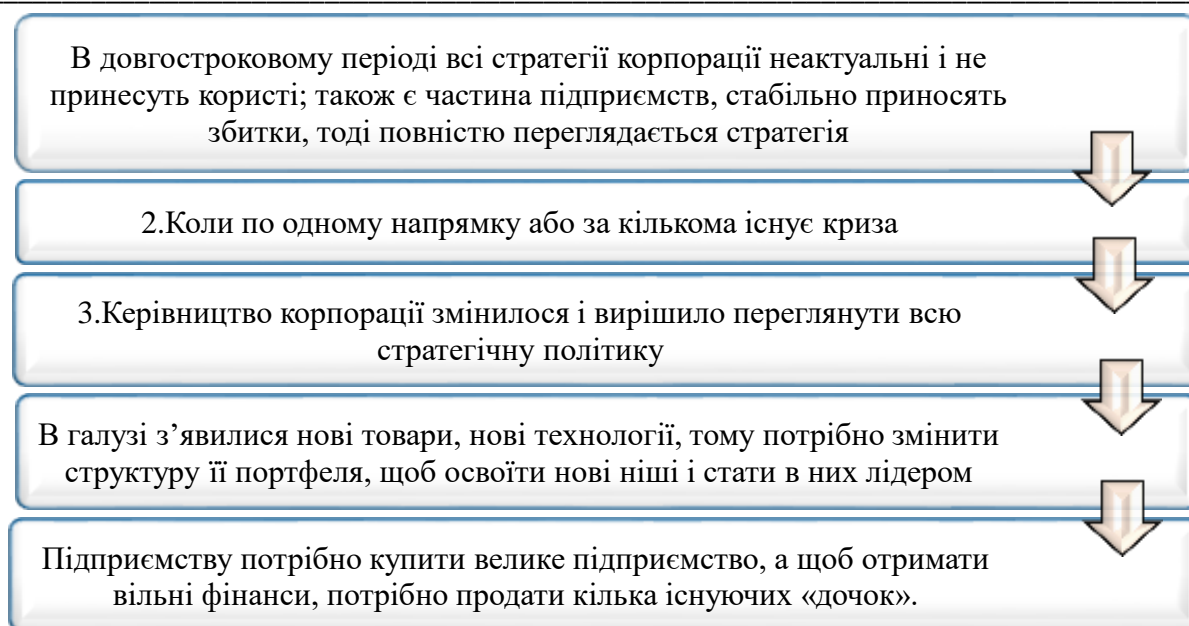 В довгостроковому періоді всі стратегії корпорації неактуальні і не
принесуть користі; також є частина підприємств, стабільно приносять
збитки, тоді повністю переглядається стратегія
2.Коли по одному напрямку або за кількома існує криза
3.Керівництво корпорації змінилося і вирішило переглянути всю
стратегічну політику
В галузі з’явилися нові товари, нові технології, тому потрібно змінити
структуру її портфеля, щоб освоїти нові ніші і стати в них лідером
Підприємству потрібно купити велике підприємство, а щоб отримати
вільні фінанси, потрібно продати кілька існуючих «дочок».